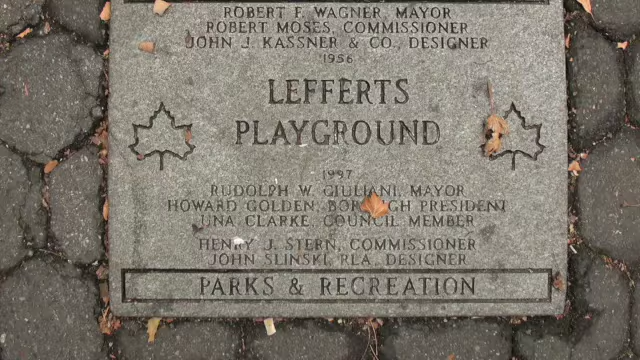 ROBERT F. WAGNER, MAYOR
ROBERT MOSES, COMMISSIONER
JOHN J. KASSNER & CO., DESIGNER
1956
LEFFERTS
PLAYGROUND
1997
RUDOLPH W. GIULIANI, MAYOR
HOWARD GOLDEN, BOROUGH PRESIDENT
UNA CLARKE, COUNCIL MEMBER
HENRY J. STERN, COMMISSIONER
JOHN SLINSKI, RLA, DESIGNER
PARKS & RECREATION